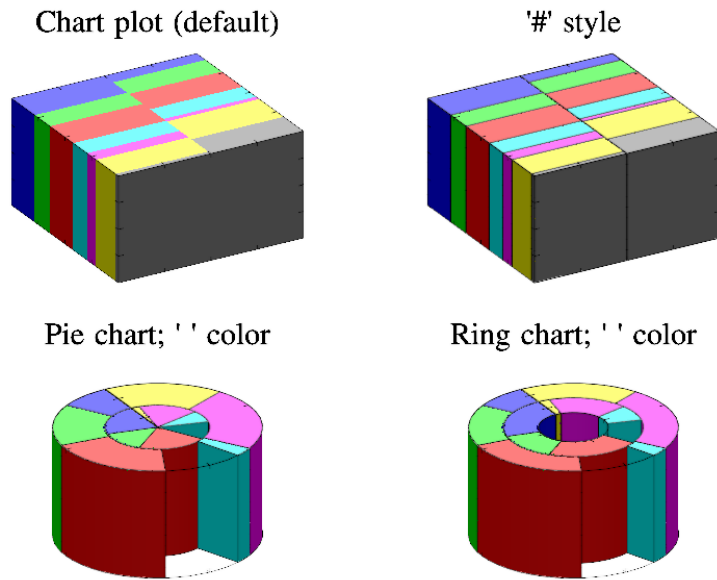 Chart plot (default)
'#' style
Pie chart; ' ' color
Ring chart; ' ' color